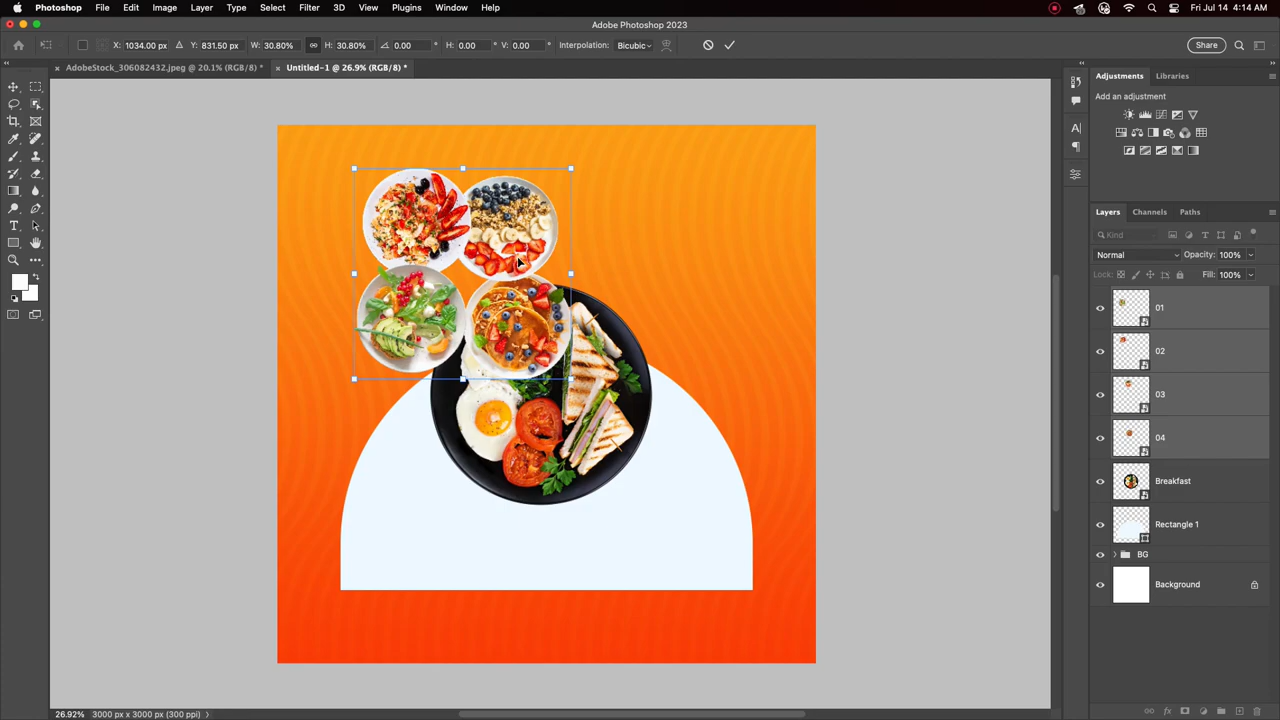 Photoshop File Edit Image Layer Type Select Filter 3D View Plugins Window Help Fri Jul 14 4:14 AM
Adobe Photoshop 2023
X: 1034.00 px Y: 831.50 px W: 30.80% H: 30.80% 0.00 ° H: 0.00 ° V: 0.00 ° Interpolation: Bicubic Share
AdobeStock_306082432.jpeg @ 20.1% (RGB/8) * Untitled-1 @ 26.9% (RGB/8) *
Adjustments Libraries
Add an adjustment
Layers Channels Paths
Kind
Normal Opacity: 100%
Lock: Fill: 100%
01
02
03
04
Breakfast
Rectangle 1
BG
Background
26.92% 3000 px x 3000 px (300 ppi)